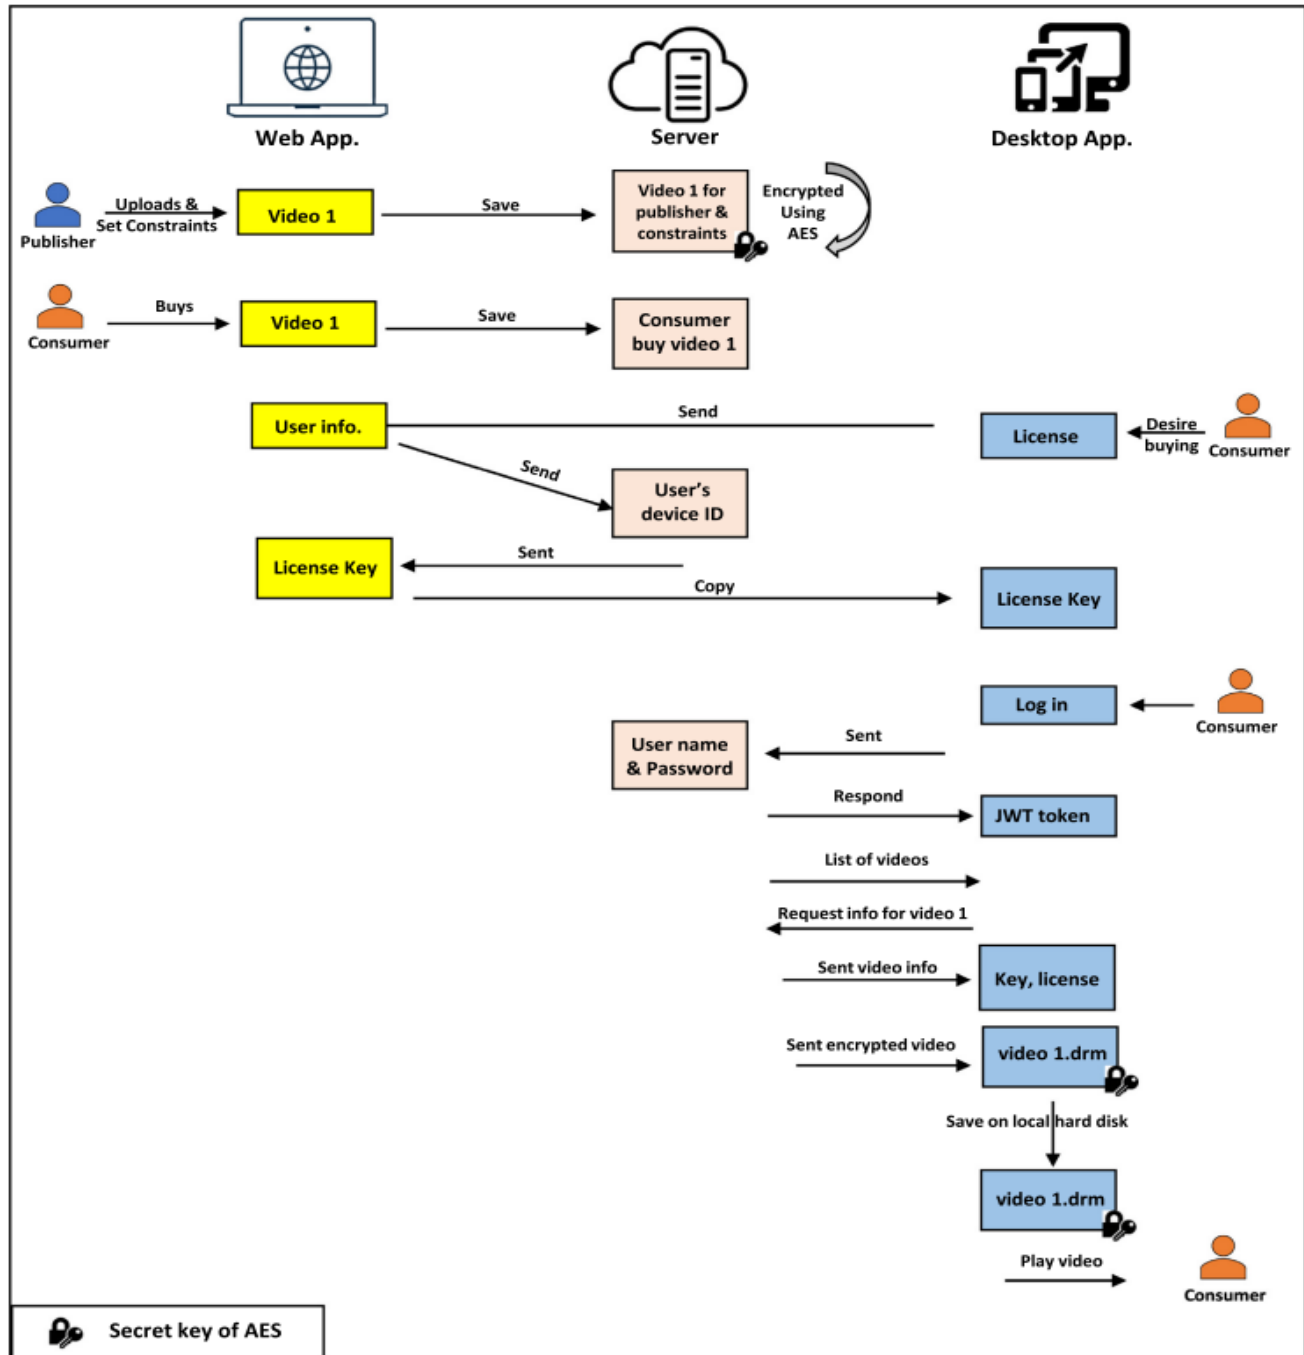 Web App.
Server
Desktop App.
Publisher
Uploads &
Set Constraints
Video 1
Save
Video 1 for
publisher &
constraints
Encrypted
Using
AES
Consumer
Buys
Video 1
Save
Consumer
buy video 1
User info.
Send
License
Desire
buying
Consumer
Send
User's
device ID
License Key
Sent
Copy
License Key
Log in
Consumer
User name
& Password
Sent
Respond
JWT token
List of videos
Request info for video 1
Sent video info
Key, license
Sent encrypted video
video 1.drm
Save on local hard disk
video 1.drm
Play video
Consumer
Secret key of AES